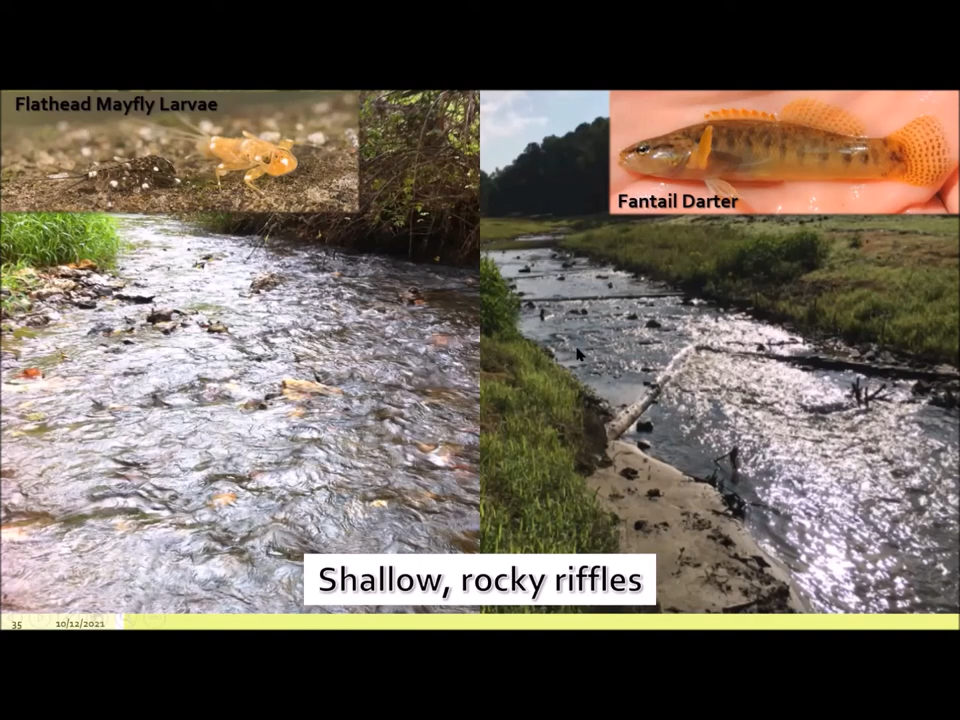 Flathead Mayfly Larvae
Fantail Darter
Shallow, rocky riffles
35 10/12/2021